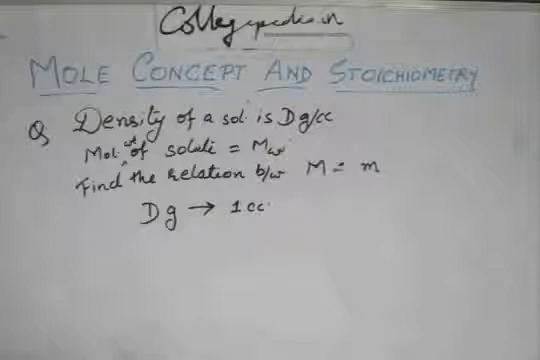 Collegepedia.in
MOLE CONCEPT AND STOICHIOMETRY
Q Density of a sol. is D g/cc
Mol. wt of solute = Mw
Find the relation b/w M = m
D g → 1 cc